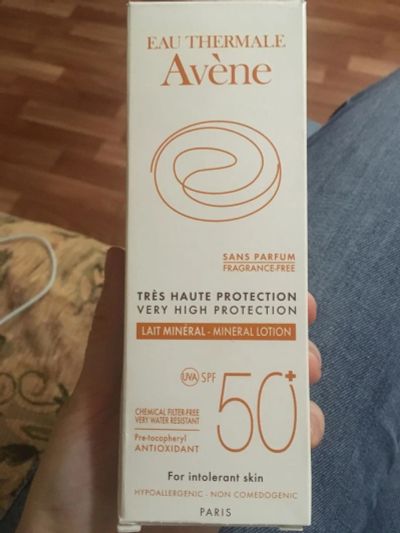 EAU THERMALE
Avène
SANS PARFUM
FRAGRANCE-FREE
TRÈS HAUTE PROTECTION
VERY HIGH PROTECTION
LAIT MINÉRAL - MINERAL LOTION
UVA SPF 50+
CHEMICAL FILTER-FREE
VERY WATER RESISTANT
Pre-tocopheryl
ANTIOXIDANT
For intolerant skin
HYPOALLERGENIC - NON COMEDOGENIC
PARIS